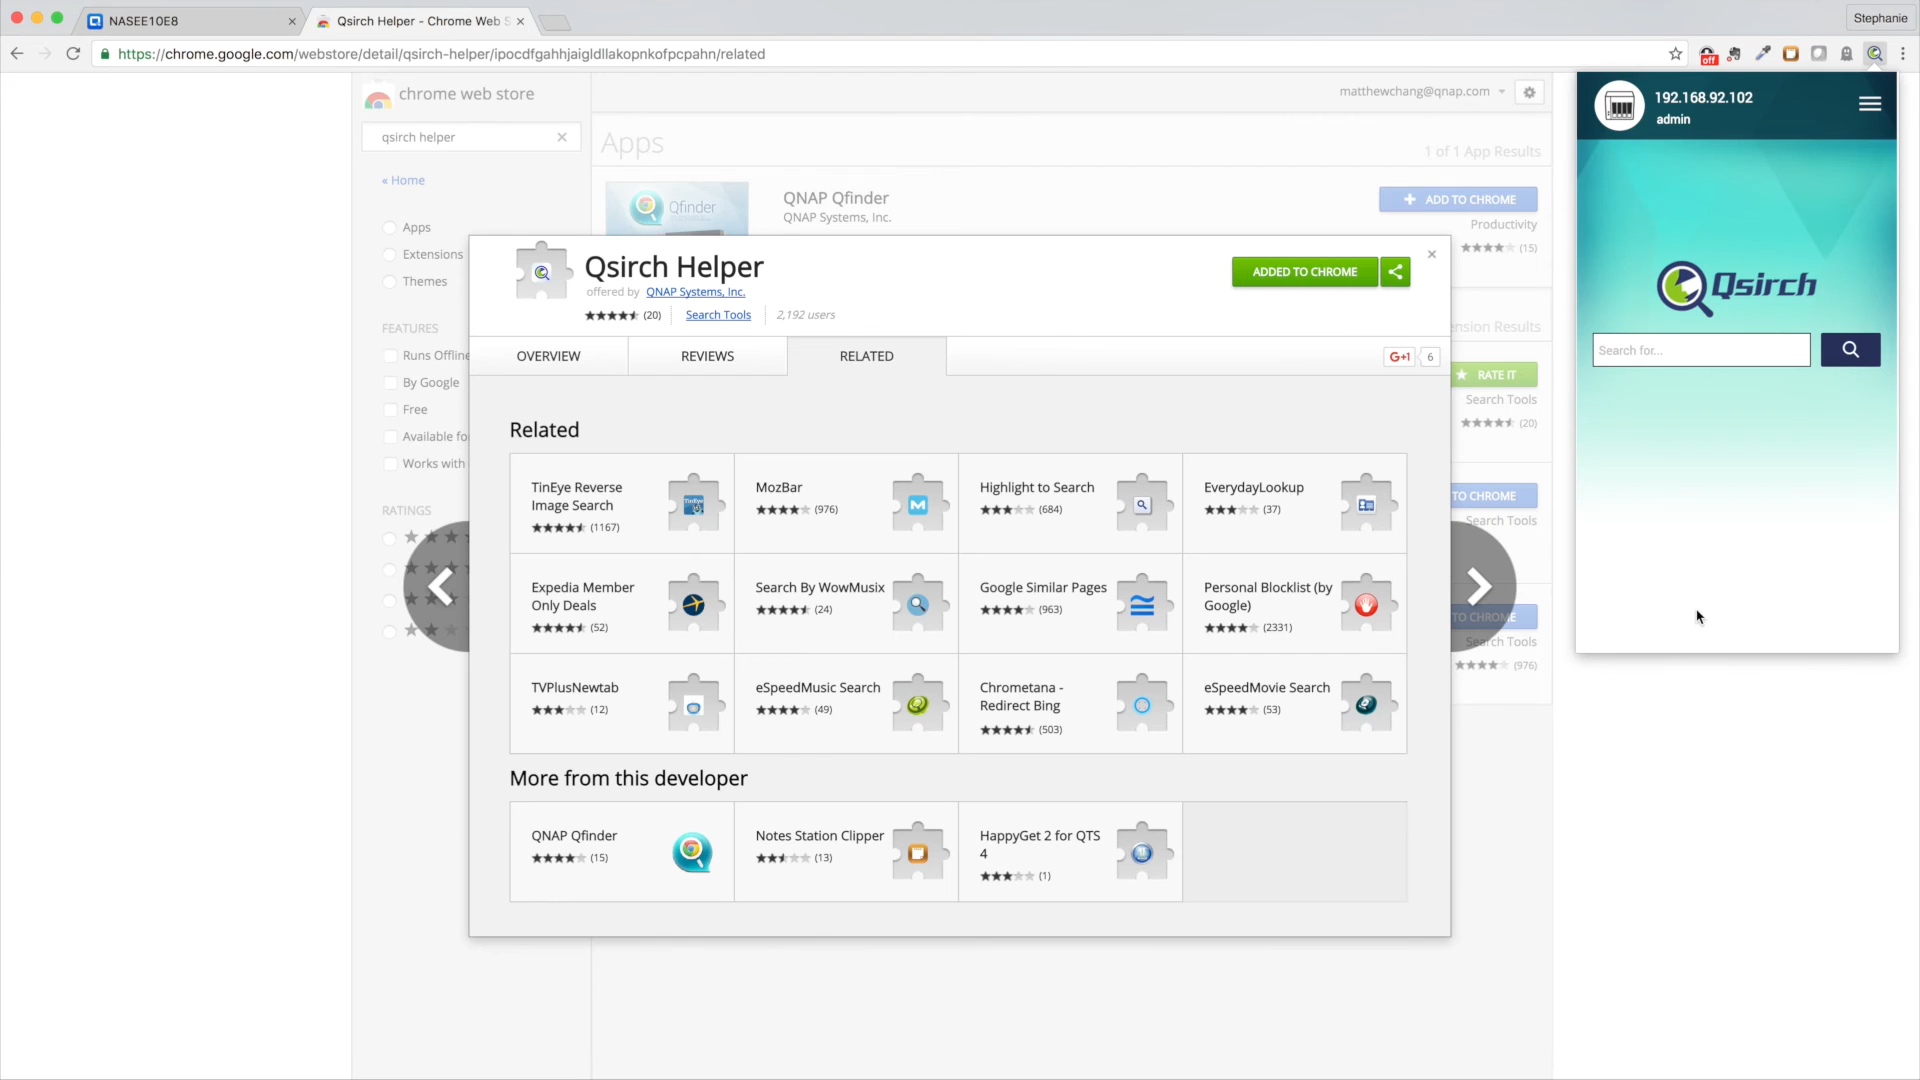 NASEE10E8
Qsirch Helper - Chrome Web S
Stephanie
https://chrome.google.com/webstore/detail/qsirch-helper/ipocdfgahhjaigldllakopnkofpcpahn/related
off
chrome web store
matthewchang@qnap.com
qsirch helper
« Home
Apps
Extensions
Themes
FEATURES
Runs Offline
By Google
Free
Available fo
Works with
RATINGS
Apps
1 of 1 App Results
Qfinder
QNAP Qfinder
QNAP Systems, Inc.
ADD TO CHROME
Productivity
(15)
ension Results
RATE IT
Search Tools
(20)
TO CHROME
Search Tools
TO CHROME
Search Tools
(976)
Qsirch Helper
offered by QNAP Systems, Inc.
(20) Search Tools 2,192 users
ADDED TO CHROME
OVERVIEW
REVIEWS
RELATED
G+1 6
Related
TinEye Reverse
Image Search
(1167)
TinEye
MozBar
(976)
M
Highlight to Search
(684)
EverydayLookup
(37)
Expedia Member
Only Deals
(52)
Search By WowMusix
(24)
Google Similar Pages
(963)
Personal Blocklist (by
Google)
(2331)
TVPlusNewtab
(12)
eSpeedMusic Search
(49)
Chrometana -
Redirect Bing
(503)
eSpeedMovie Search
(53)
More from this developer
QNAP Qfinder
(15)
Notes Station Clipper
(13)
HappyGet 2 for QTS
4
(1)
192.168.92.102
admin
Qsirch
Search for...